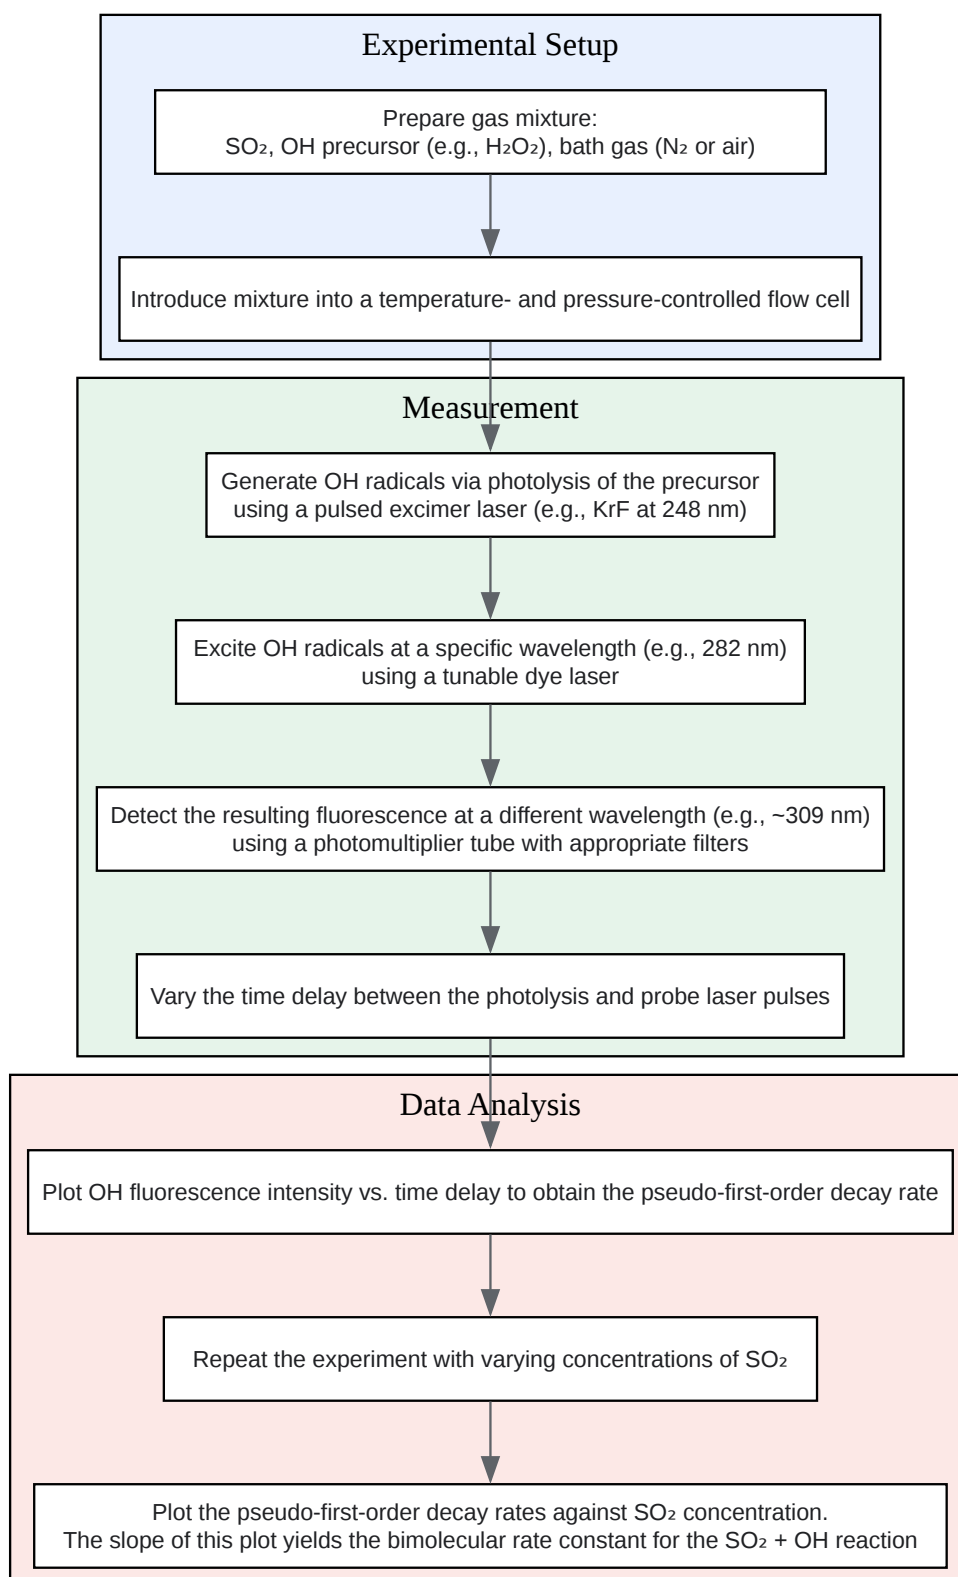 Experimental Setup
Prepare gas mixture:
SO₂, OH precursor (e.g., H₂O₂), bath gas (N₂ or air)
Introduce mixture into a temperature- and pressure-controlled flow cell
Measurement
Generate OH radicals via photolysis of the precursor
using a pulsed excimer laser (e.g., KrF at 248 nm)
Excite OH radicals at a specific wavelength (e.g., 282 nm)
using a tunable dye laser
Detect the resulting fluorescence at a different wavelength (e.g., ~309 nm)
using a photomultiplier tube with appropriate filters
Vary the time delay between the photolysis and probe laser pulses
Data Analysis
Plot OH fluorescence intensity vs. time delay to obtain the pseudo-first-order decay rate
Repeat the experiment with varying concentrations of SO₂
Plot the pseudo-first-order decay rates against SO₂ concentration.
The slope of this plot yields the bimolecular rate constant for the SO₂ + OH reaction